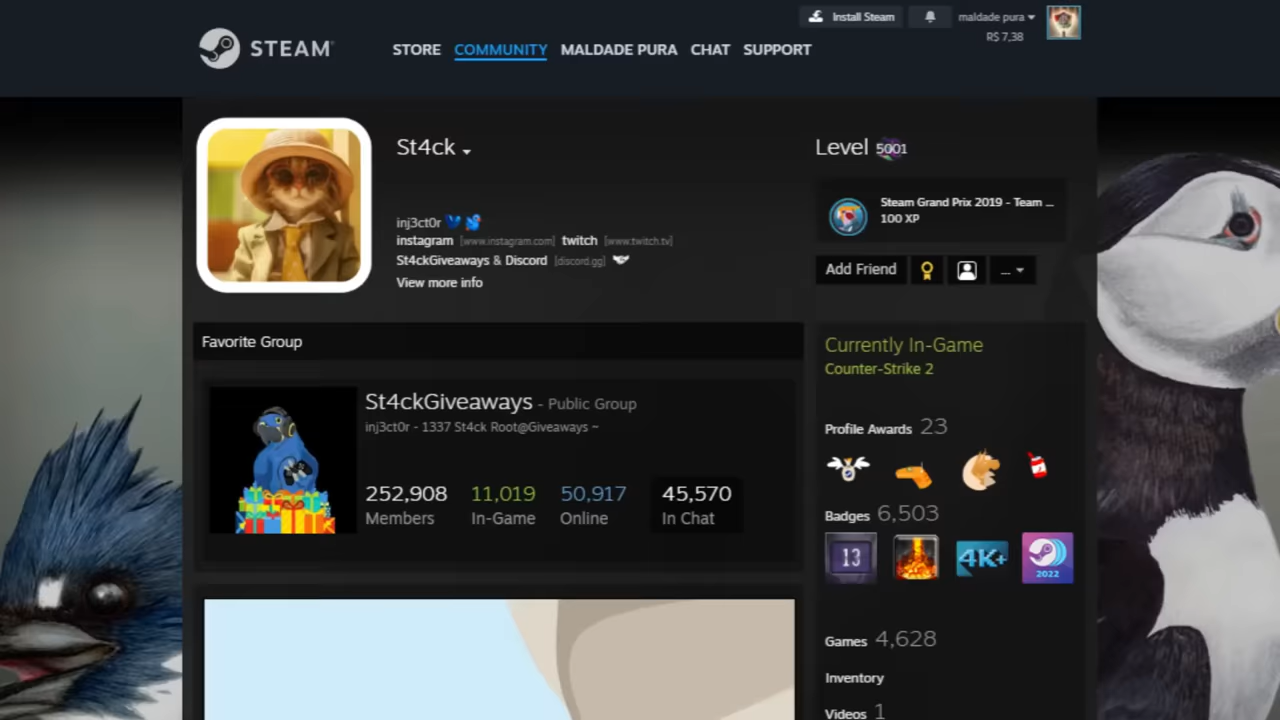 Install Steam
maldade pura
R$ 7,38
STEAM
STORE COMMUNITY MALDADE PURA CHAT SUPPORT
St4ck
inj3ct0r
instagram [www.instagram.com] twitch [www.twitch.tv]
St4ckGiveaways & Discord [discord.gg]
View more info
Level 5001
Steam Grand Prix 2019 - Team ...
100 XP
Add Friend
...
Favorite Group
St4ckGiveaways - Public Group
inj3ct0r - 1337 St4ck Root@Giveaways ~
252,908 11,019 50,917 45,570
Members In-Game Online In Chat
Currently In-Game
Counter-Strike 2
Profile Awards 23
Badges 6,503
13
4K+
2022
Games 4,628
Inventory
Videos 1